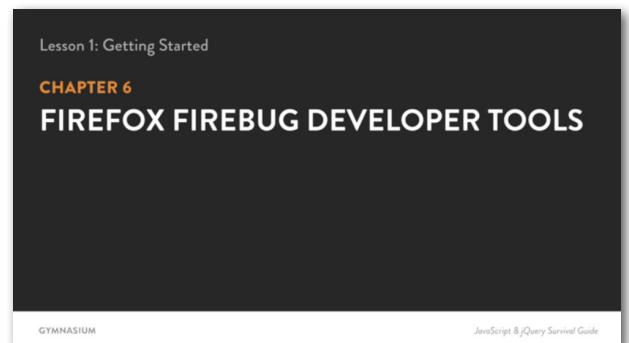 Lesson 1: Getting Started
CHAPTER 6
FIREFOX FIREBUG DEVELOPER TOOLS
GYMNASIUM
JavaScript & jQuery Survival Guide